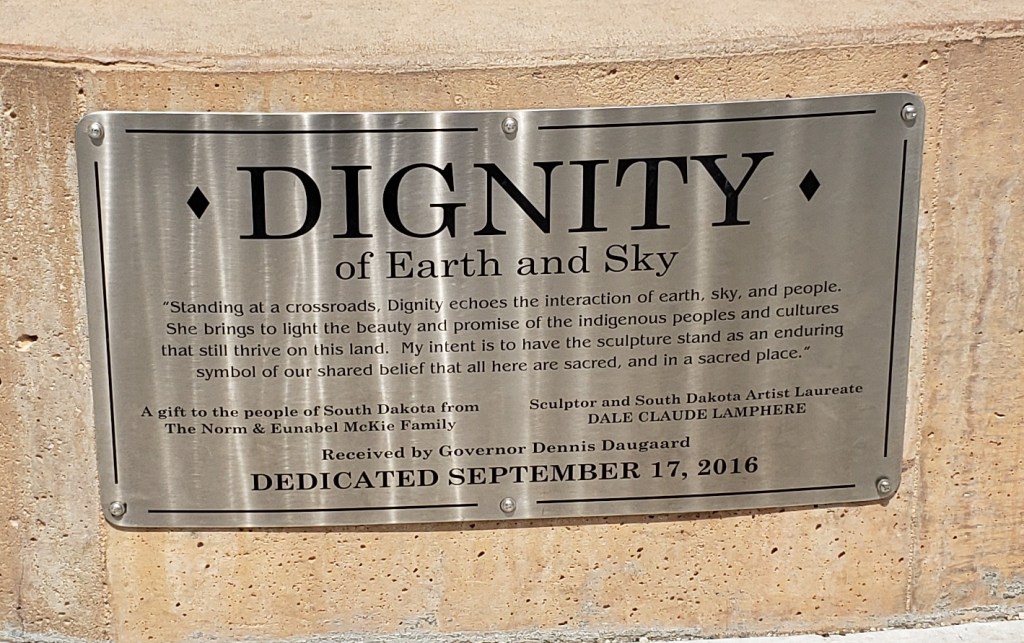 DIGNITY
of Earth and Sky
"Standing at a crossroads, Dignity echoes the interaction of earth, sky, and people.
She brings to light the beauty and promise of the indigenous peoples and cultures
that still thrive on this land. My intent is to have the sculpture stand as an enduring
symbol of our shared belief that all here are sacred, and in a sacred place."
A gift to the people of South Dakota from
The Norm & Eunabel McKie Family
Sculptor and South Dakota Artist Laureate
DALE CLAUDE LAMPHERE
Received by Governor Dennis Daugaard
DEDICATED SEPTEMBER 17, 2016